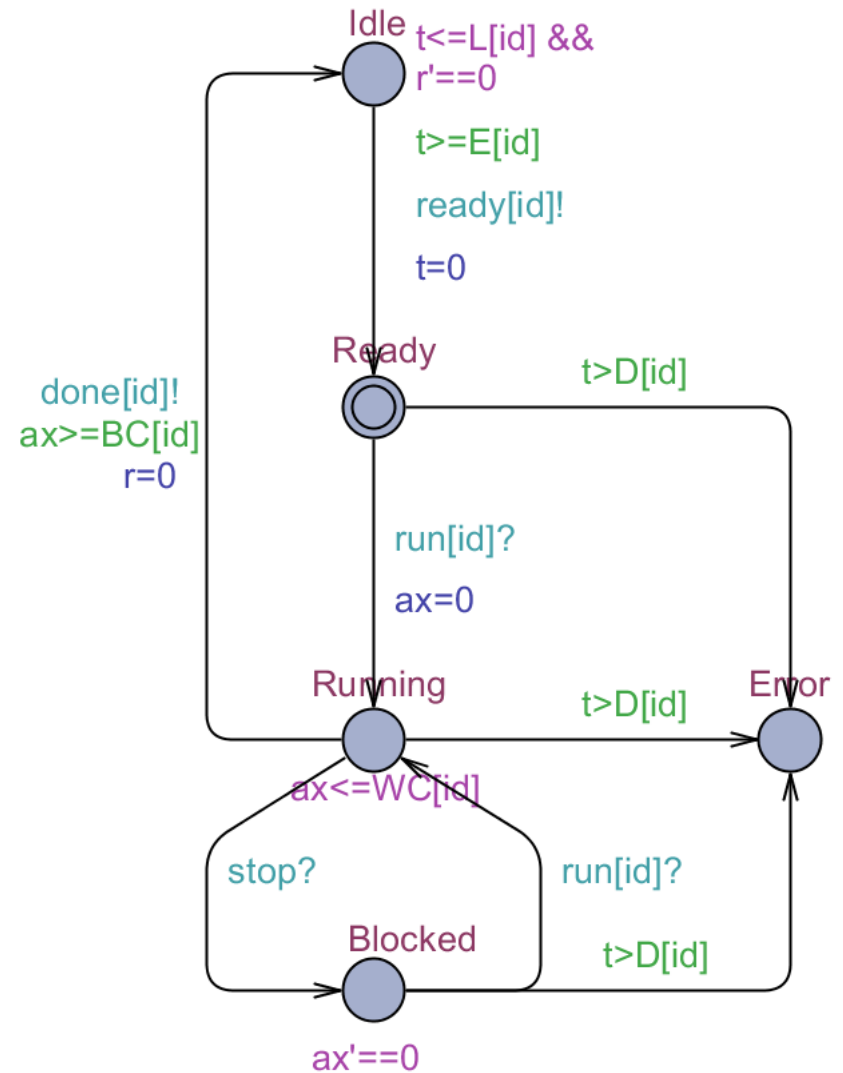 Idle
t<=L[id] &&
r'==0
t>=E[id]
ready[id]!
t=0
Ready
t>D[id]
done[id]!
ax>=BC[id]
r=0
run[id]?
ax=0
Running
t>D[id]
Error
ax<=WC[id]
stop?
run[id]?
Blocked
t>D[id]
ax'==0